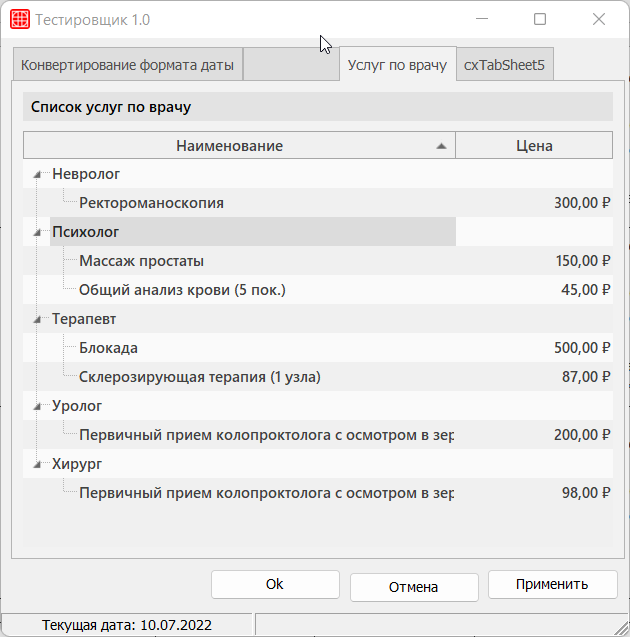 Тестировщик 1.0
Конвертирование формата даты
Услуг по врачу
cxTabSheet5
Список услуг по врачу
Наименование Цена
Невролог
Ректороманоскопия 300,00 ₽
Психолог
Массаж простаты 150,00 ₽
Общий анализ крови (5 пок.) 45,00 ₽
Терапевт
Блокада 500,00 ₽
Склерозирующая терапия (1 узла) 87,00 ₽
Уролог
Первичный прием колопроктолога с осмотром в зер 200,00 ₽
Хирург
Первичный прием колопроктолога с осмотром в зер 98,00 ₽
Ok Отмена Применить
Текущая дата: 10.07.2022